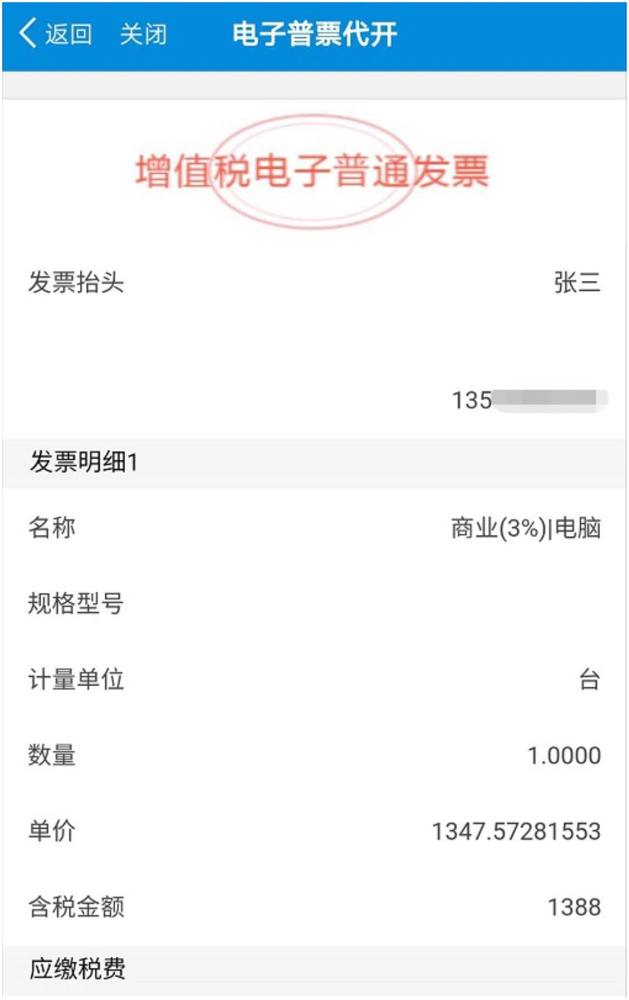 返回 关闭 电子普票代开
增值税电子普通发票
发票抬头 张三
135
发票明细1
名称 商业(3%)|电脑
规格型号
计量单位 台
数量 1.0000
单价 1347.57281553
含税金额 1388
应缴税费